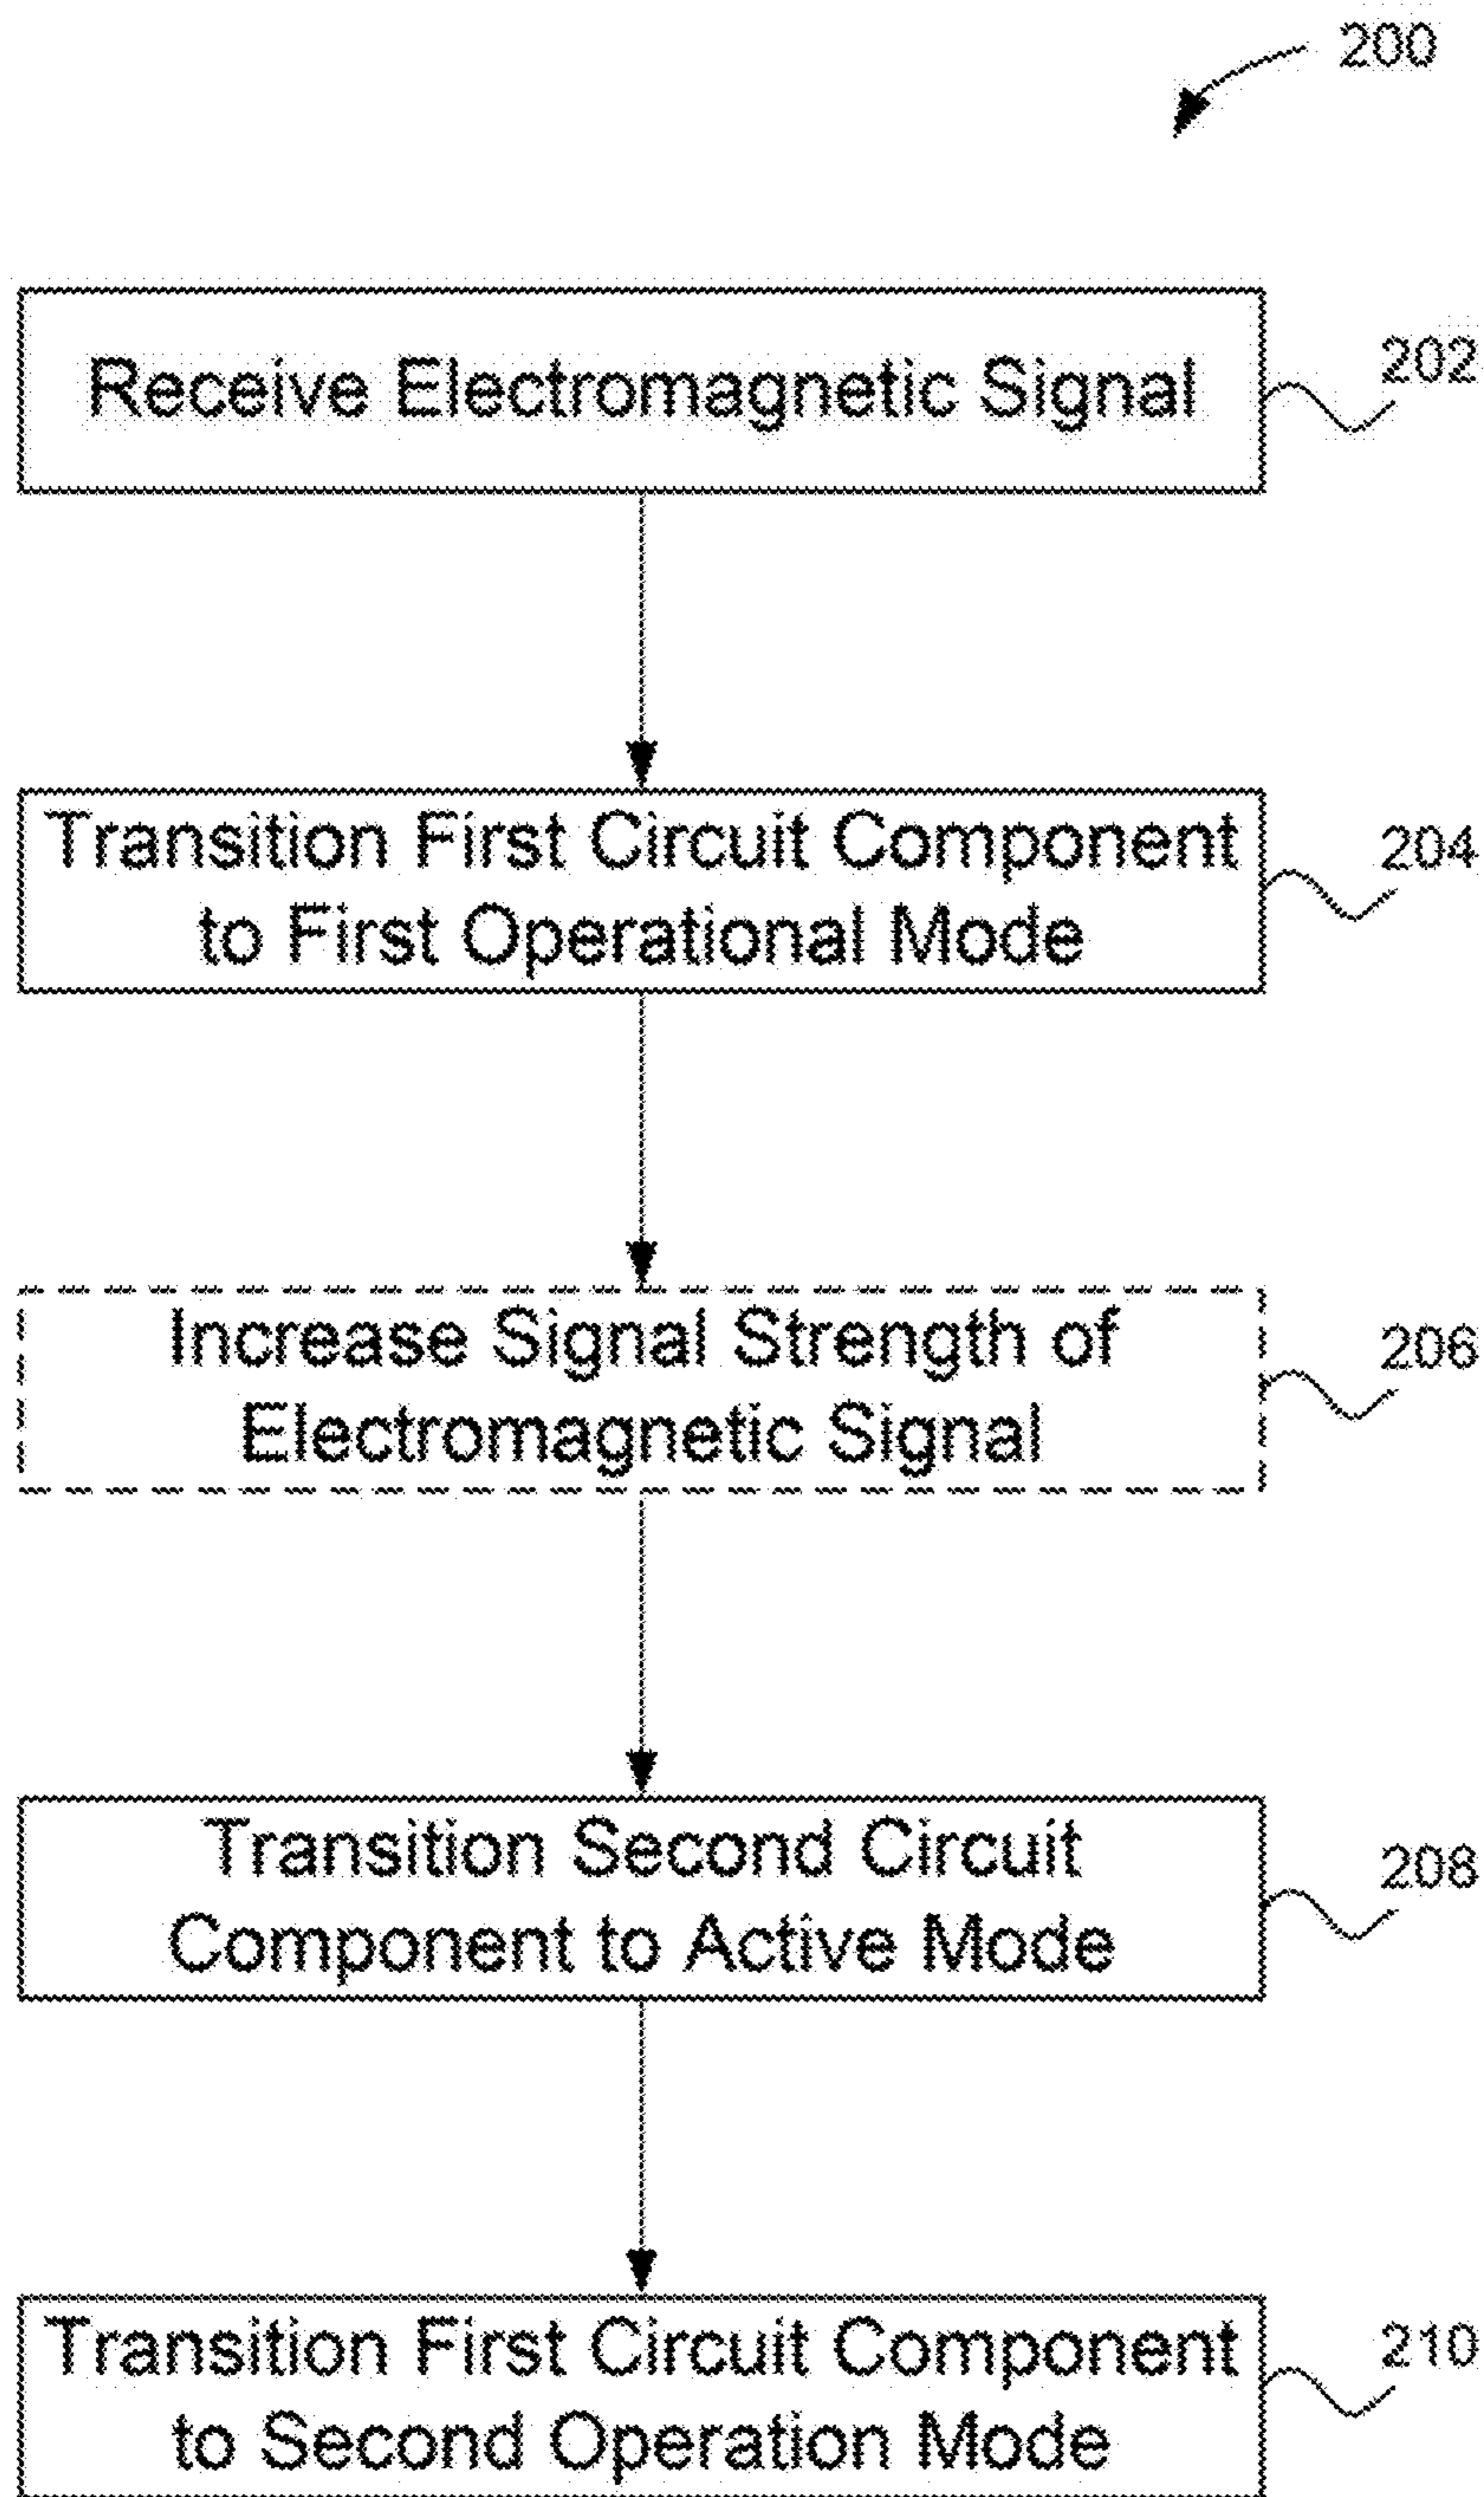 200
Receive Electromagnetic Signal
202
Transition First Circuit Component
to First Operational Mode
204
Increase Signal Strength of
Electromagnetic Signal
206
Transition Second Circuit
Component to Active Mode
208
Transition First Circuit Component
to Second Operation Mode
210